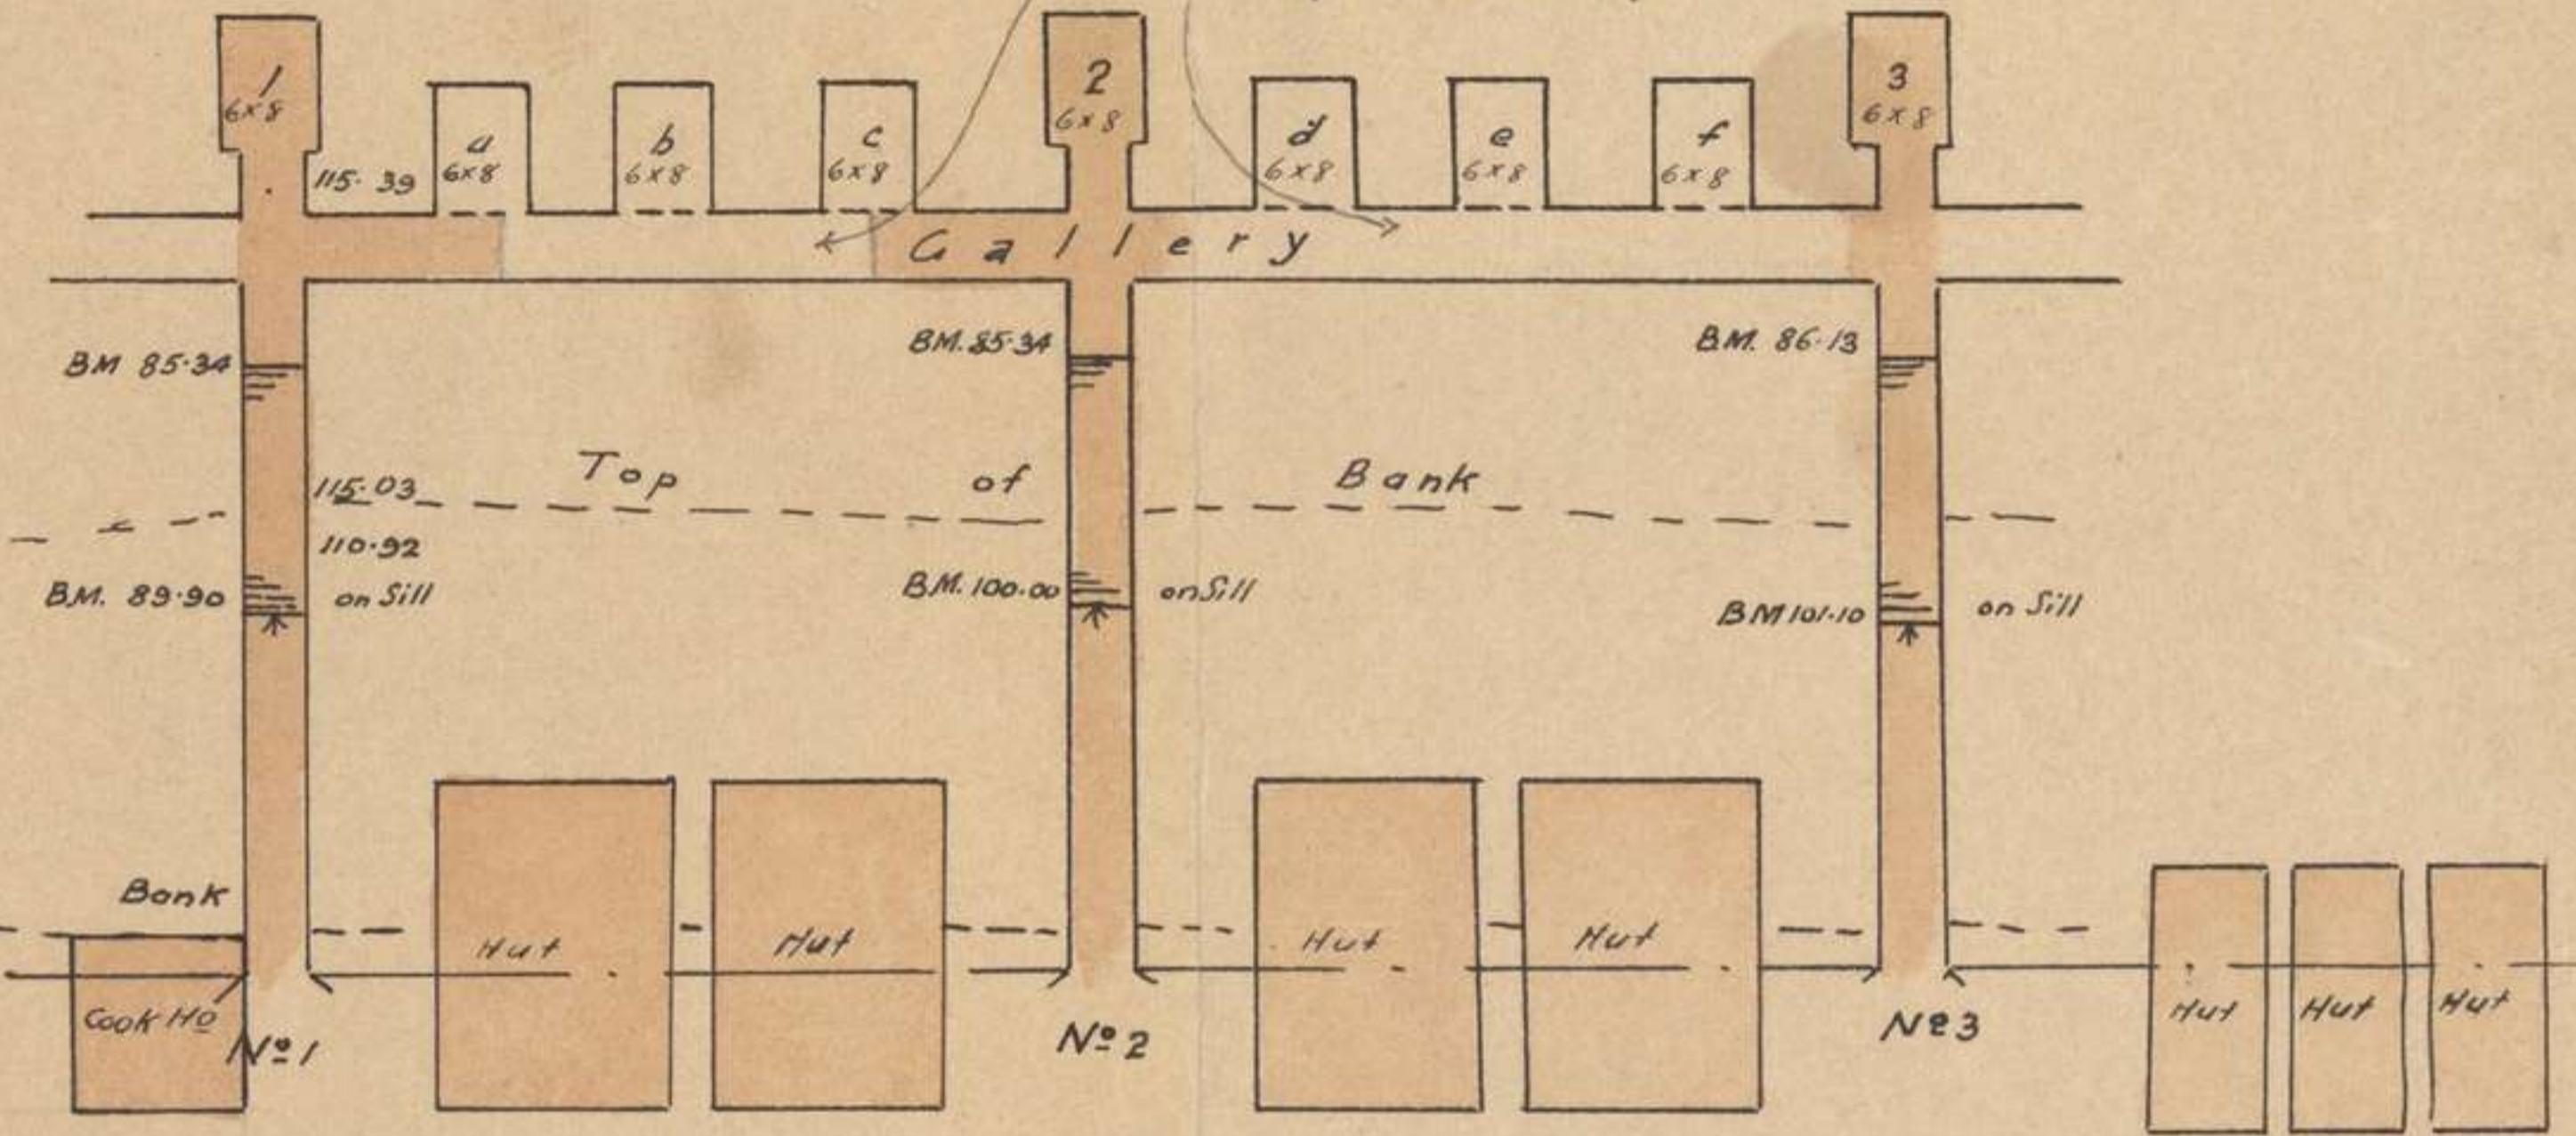 1 2 3
6x8 6x8 6x8
a b c d e f
6x8 6x8 6x8 6x8 6x8 6x8
115·39
Gallery
BM 85·34 BM. 85·34 BM. 86·13
115·03 Top of Bank
110·92
BM. 89·90 on Sill BM. 100·00 on Sill BM 101·10 on Sill
Bank
Hut Hut Hut Hut
Cook Ho Hut Hut Hut
Nº 1 Nº 2 Nº 3